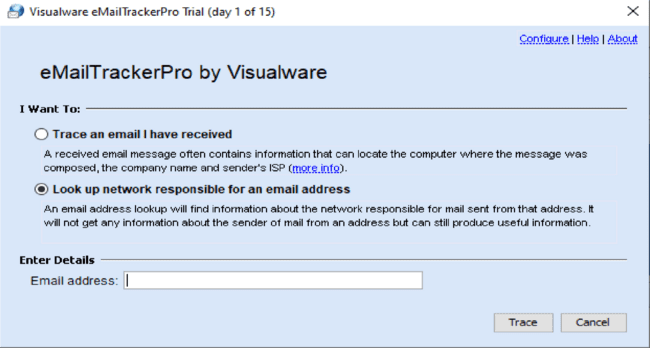 Visualware eMailTrackerPro Trial (day 1 of 15)
Configure | Help | About
eMailTrackerPro by Visualware
I Want To:
Trace an email I have received
A received email message often contains information that can locate the computer where the message was
composed, the company name and sender's ISP (more info).
Look up network responsible for an email address
An email address lookup will find information about the network responsible for mail sent from that address. It
will not get any information about the sender of mail from an address but can still produce useful information.
Enter Details
Email address:
Trace Cancel